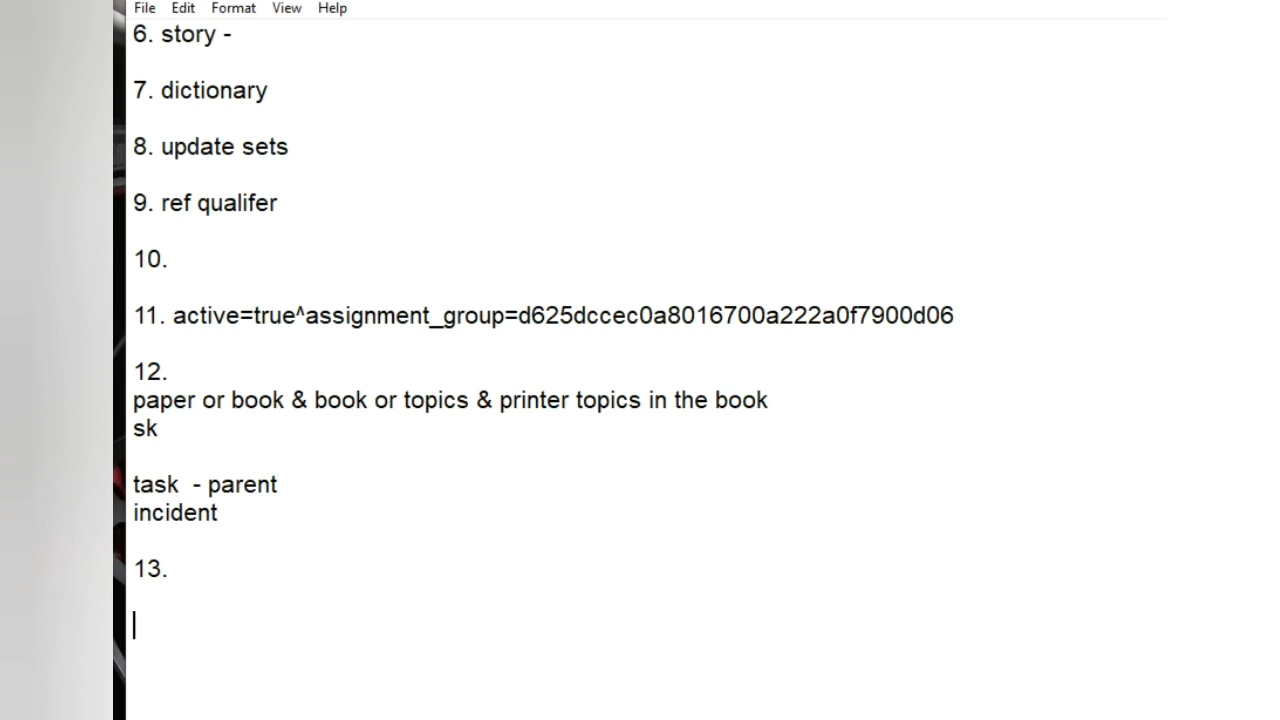 File Edit Format View Help
6. story -
7. dictionary
8. update sets
9. ref qualifer
10.
11. active=true^assignment_group=d625dccec0a8016700a222a0f7900d06
12.
paper or book & book or topics & printer topics in the book
sk
task - parent
incident
13.